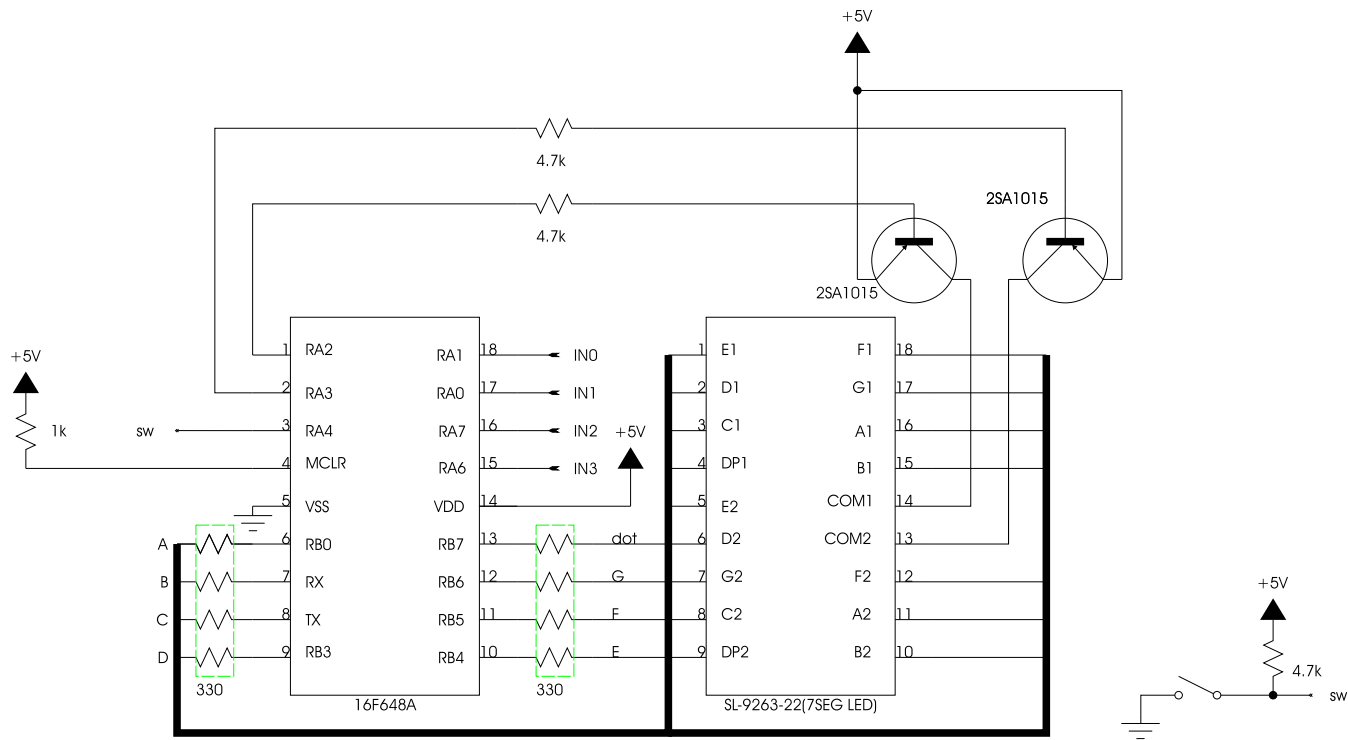 +5V
4.7k
4.7k
2SA1015
2SA1015
+5V
1k
sw
1 RA2
2 RA3
3 RA4
4 MCLR
5 VSS
6 RB0
7 RX
8 TX
9 RB3
RA1 18
RA0 17
RA7 16
RA6 15
VDD 14
RB7 13
RB6 12
RB5 11
RB4 10
16F648A
IN0
IN1
IN2
IN3
+5V
A
B
C
D
330
dot
G
F
E
330
1 E1
2 D1
3 C1
4 DP1
5 E2
6 D2
7 G2
8 C2
9 DP2
F1 18
G1 17
A1 16
B1 15
COM1 14
COM2 13
F2 12
A2 11
B2 10
SL-9263-22(7SEG LED)
+5V
4.7k
sw